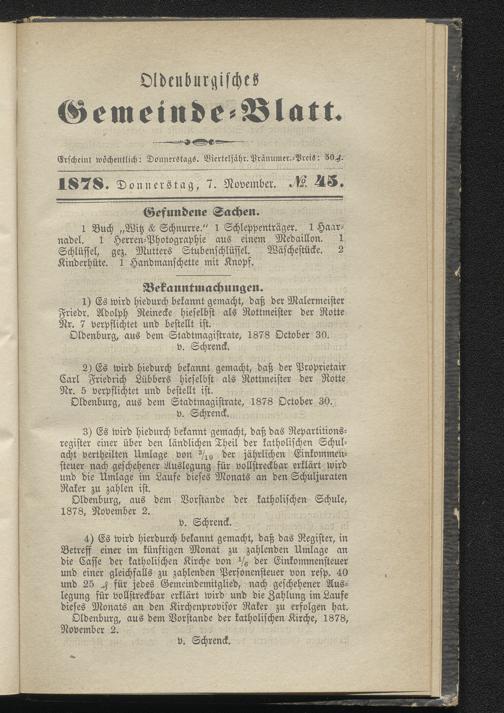 Oldenburgisches
Gemeinde-Blatt.
Erscheint wöchentlich: Donnerstags. Vierteljähr. Pränumer.-Preis: 50 ₰.
1878. Donnerstag, 7. November. № 45.
Gefundene Sachen.
1 Buch „Witz & Schnurre.“ 1 Schleppenträger. 1 Haar-
nadel. 1 Herren-Photographie aus einem Medaillon. 1
Schlüssel, gez. Mutters Stubenschlüssel. Wäschestücke. 2
Kinderhüte. 1 Handmanschette mit Knopf.
Bekanntmachungen.
1) Es wird hiedurch bekannt gemacht, daß der Malermeister
Friedr. Adolph Reinecke hieselbst als Rottmeister der Rotte
Nr. 7 verpflichtet und bestellt ist.
Oldenburg, aus dem Stadtmagistrate, 1878 October 30.
v. Schrenck.
2) Es wird hiedurch bekannt gemacht, daß der Proprietair
Carl Friedrich Lübbers hieselbst als Rottmeister der Rotte
Nr. 5 verpflichtet und bestellt ist.
Oldenburg, aus dem Stadtmagistrate, 1878 October 30.
v. Schrenck.
3) Es wird hiedurch bekannt gemacht, daß das Repartitions-
register einer über den ländlichen Theil der katholischen Schul-
acht vertheilten Umlage von 3/10 der jährlichen Einkommen-
steuer nach geschehener Auslegung für vollstreckbar erklärt wird
und die Umlage im Laufe dieses Monats an den Schuljuraten
Raker zu zahlen ist.
Oldenburg, aus dem Vorstande der katholischen Schule,
1878, November 2.
v. Schrenck.
4) Es wird hierdurch bekannt gemacht, daß das Register, in
Betreff einer im künftigen Monat zu zahlenden Umlage an
die Casse der katholischen Kirche von 1/6 der Einkommensteuer
und einer gleichfalls zu zahlenden Personensteuer von resp. 40
und 25 ₰ für jedes Gemeindemitglied, nach geschehener Aus-
legung für vollstreckbar erklärt wird und die Zahlung im Laufe
dieses Monats an den Kirchenprovisor Raker zu erfolgen hat.
Oldenburg, aus dem Vorstande der katholischen Kirche, 1878,
November 2.
v. Schrenck.